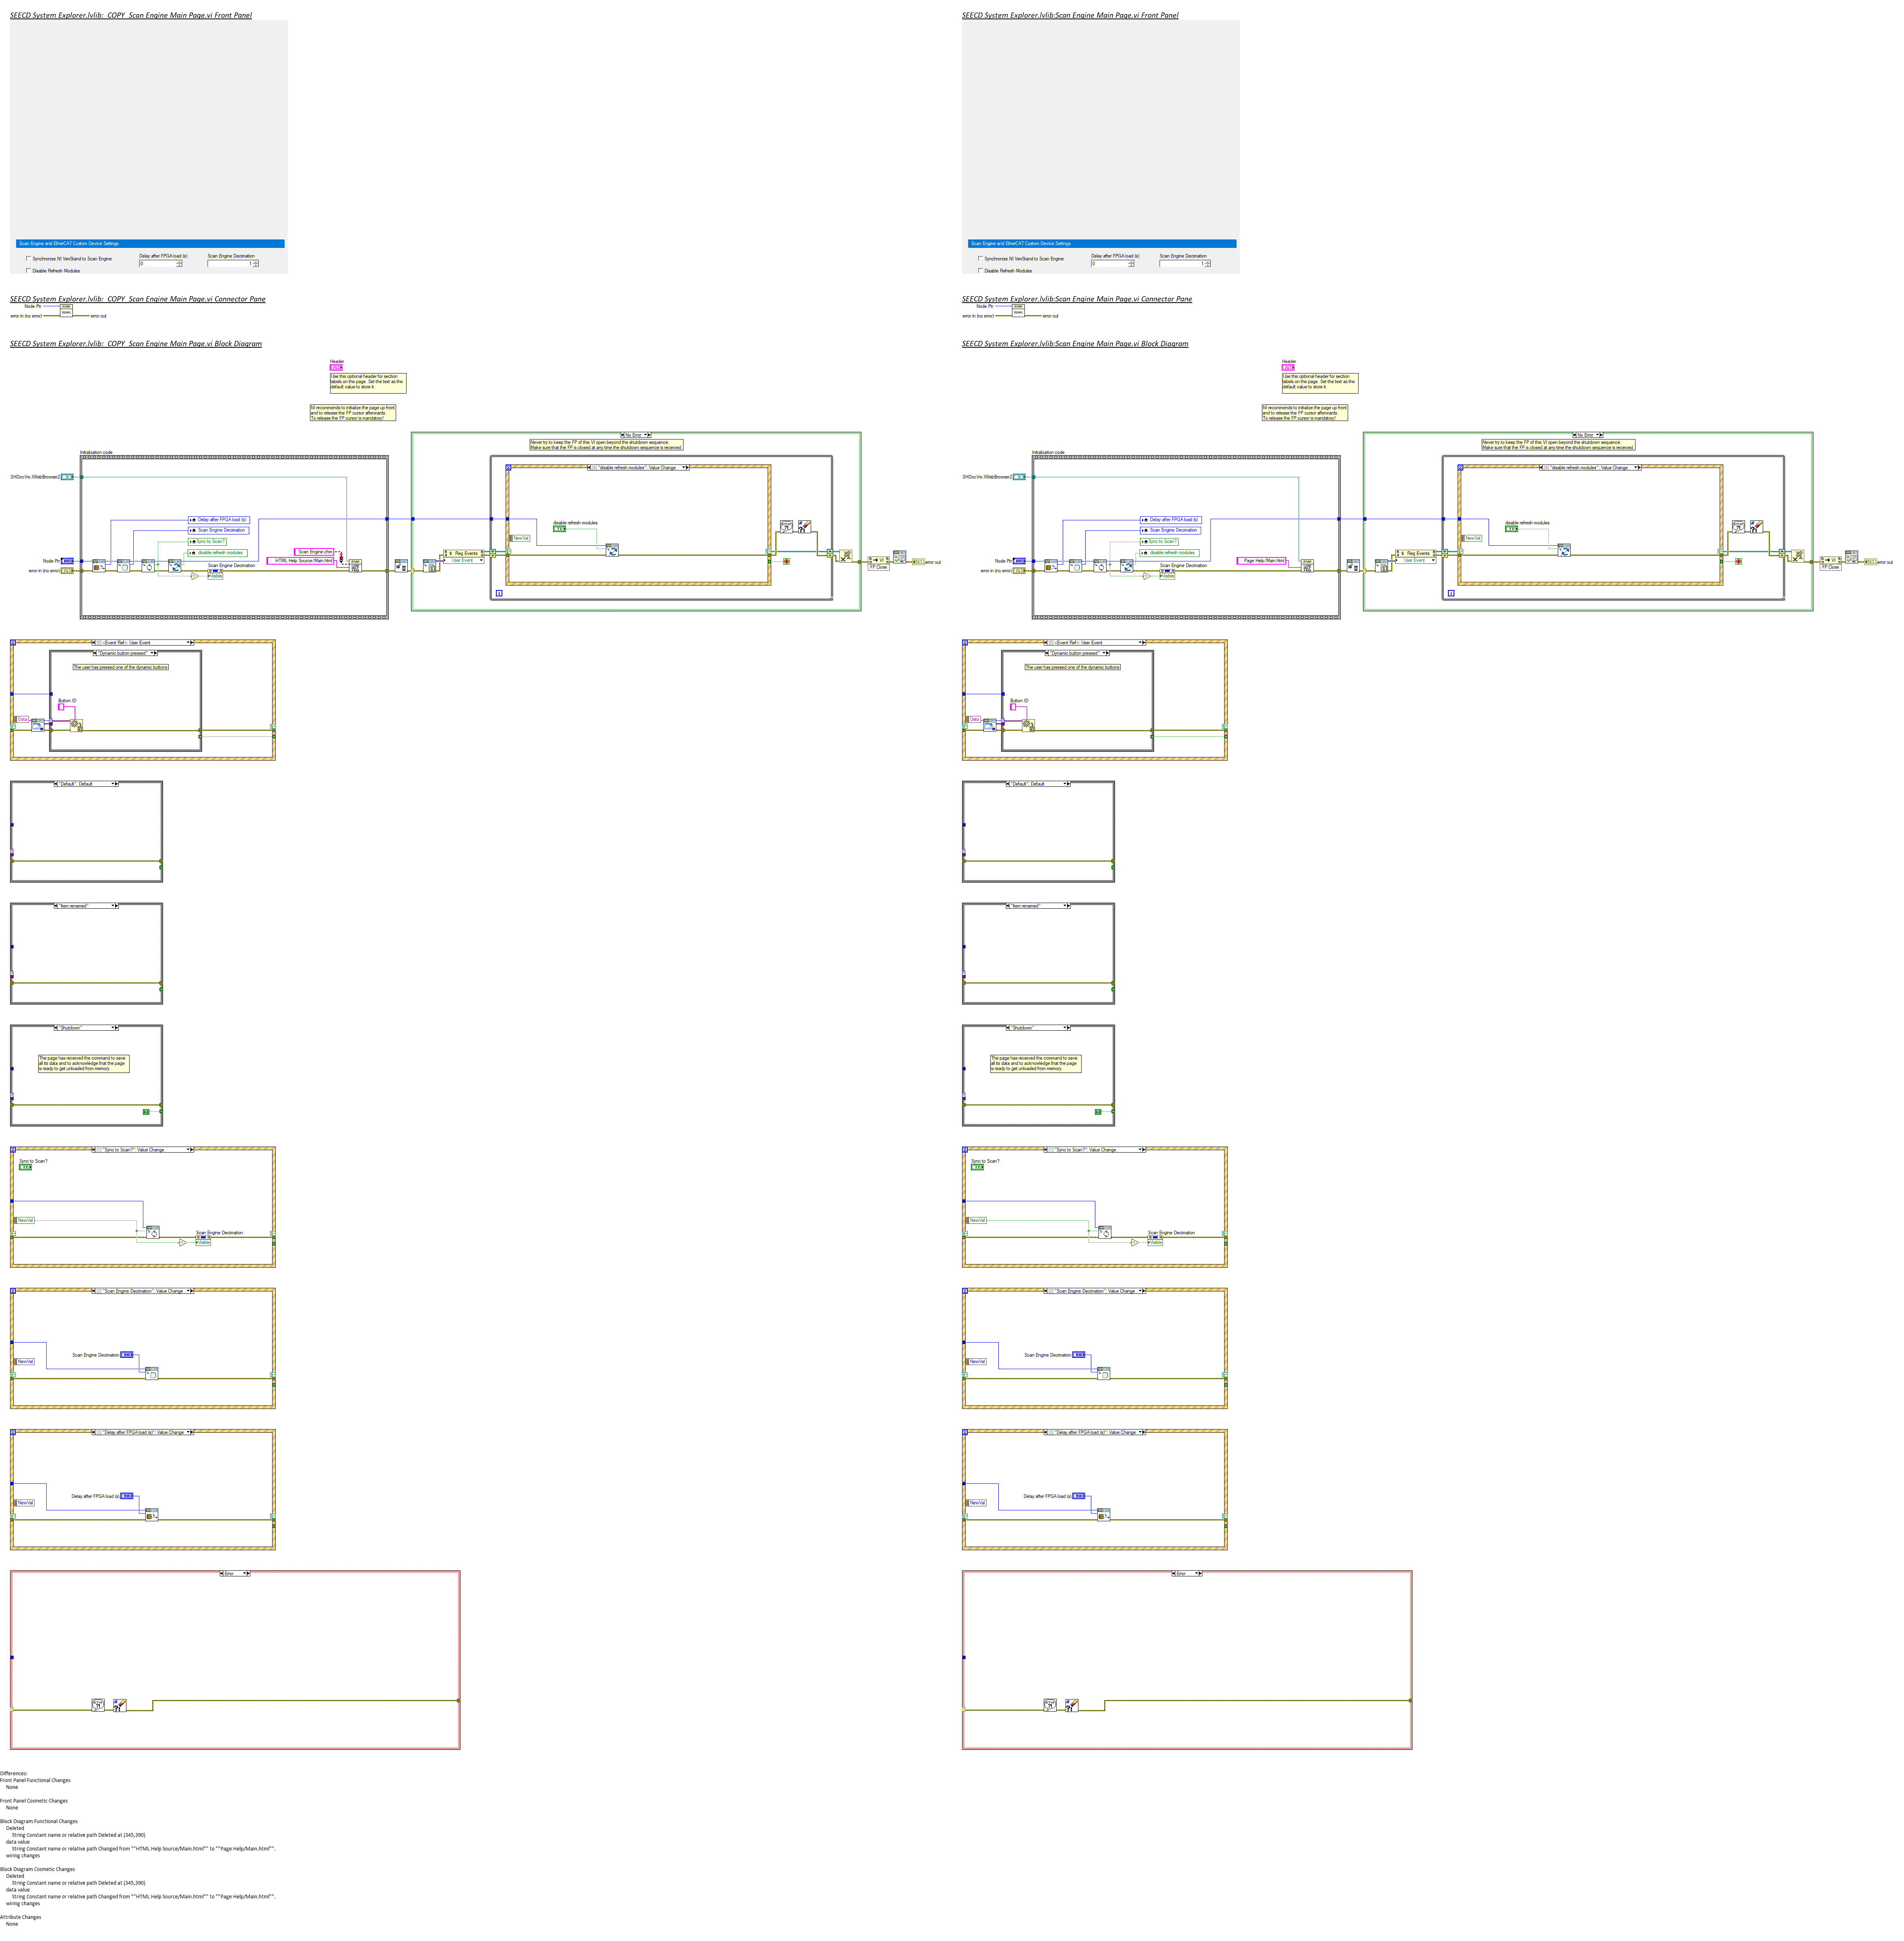 SEECD System Explorer.lvlib:_COPY_Scan Engine Main Page.vi Front Panel
Scan Engine and EtherCAT Custom Device Settings
Synchronize NI VeriStand to Scan Engine
Delay after FPGA load (s)
0
Scan Engine Decimation
1
Disable Refresh Modules
SEECD System Explorer.lvlib:_COPY_Scan Engine Main Page.vi Connector Pane
Node Ptr
error in (no error)
error out
SEECD System Explorer.lvlib:_COPY_Scan Engine Main Page.vi Block Diagram
Header
Use this optional header for section
labels on the page. Set the text as the
default value to store it.
NI recommends to initialize the page up front
and to release the FP cursor afterwards.
To release the FP cursor is mandatory!
Initialization code
SHDocVw.IWebBrowser2
Delay after FPGA load (s)
Scan Engine Decimation
Sync to Scan?
disable refresh modules
Scan Engine.chm
HTML Help Source/Main.html
Node Ptr
error in (no error)
Scan Engine Decimation
Visible
No Error
Never try to keep the FP of this VI open beyond the shutdown sequence.
Make sure that the FP is closed at any time the shutdown sequence is received.
"disable refresh modules": Value Change
disable refresh modules
NewVal
Reg Events
User Event
FP.Close
error out
<Event Ref>: User Event
"Dynamic button pressed"
The user has pressed one of the dynamic buttons
Button ID
Data
"Default", Default
"Item renamed"
"Shutdown"
The page has received the command to save
all its data and to acknowledge that the page
is ready to get unloaded from memory.
"Sync to Scan?": Value Change
Sync to Scan?
NewVal
Scan Engine Decimation
Visible
"Scan Engine Decimation": Value Change
Scan Engine Decimation
NewVal
"Delay after FPGA load (s)": Value Change
Delay after FPGA load (s)
NewVal
Error
SEECD System Explorer.lvlib:Scan Engine Main Page.vi Front Panel
Scan Engine and EtherCAT Custom Device Settings
Synchronize NI VeriStand to Scan Engine
Delay after FPGA load (s)
0
Scan Engine Decimation
1
Disable Refresh Modules
SEECD System Explorer.lvlib:Scan Engine Main Page.vi Connector Pane
Node Ptr
error in (no error)
error out
SEECD System Explorer.lvlib:Scan Engine Main Page.vi Block Diagram
Header
Use this optional header for section
labels on the page. Set the text as the
default value to store it.
NI recommends to initialize the page up front
and to release the FP cursor afterwards.
To release the FP cursor is mandatory!
Initialization code
SHDocVw.IWebBrowser2
Delay after FPGA load (s)
Scan Engine Decimation
Sync to Scan?
disable refresh modules
Page Help/Main.html
Node Ptr
error in (no error)
Scan Engine Decimation
Visible
No Error
Never try to keep the FP of this VI open beyond the shutdown sequence.
Make sure that the FP is closed at any time the shutdown sequence is received.
"disable refresh modules": Value Change
disable refresh modules
NewVal
Reg Events
User Event
FP.Close
error out
<Event Ref>: User Event
"Dynamic button pressed"
The user has pressed one of the dynamic buttons
Button ID
Data
"Default", Default
"Item renamed"
"Shutdown"
The page has received the command to save
all its data and to acknowledge that the page
is ready to get unloaded from memory.
"Sync to Scan?": Value Change
Sync to Scan?
NewVal
Scan Engine Decimation
Visible
"Scan Engine Decimation": Value Change
Scan Engine Decimation
NewVal
"Delay after FPGA load (s)": Value Change
Delay after FPGA load (s)
NewVal
Error
Differences:
Front Panel Functional Changes
None
Front Panel Cosmetic Changes
None
Block Diagram Functional Changes
Deleted
String Constant name or relative path Deleted at (345,390)
data value
String Constant name or relative path Changed from ""HTML Help Source/Main.html"" to ""Page Help/Main.html"".
wiring changes
Block Diagram Cosmetic Changes
Deleted
String Constant name or relative path Deleted at (345,390)
data value
String Constant name or relative path Changed from ""HTML Help Source/Main.html"" to ""Page Help/Main.html"".
wiring changes
Attribute Changes
None